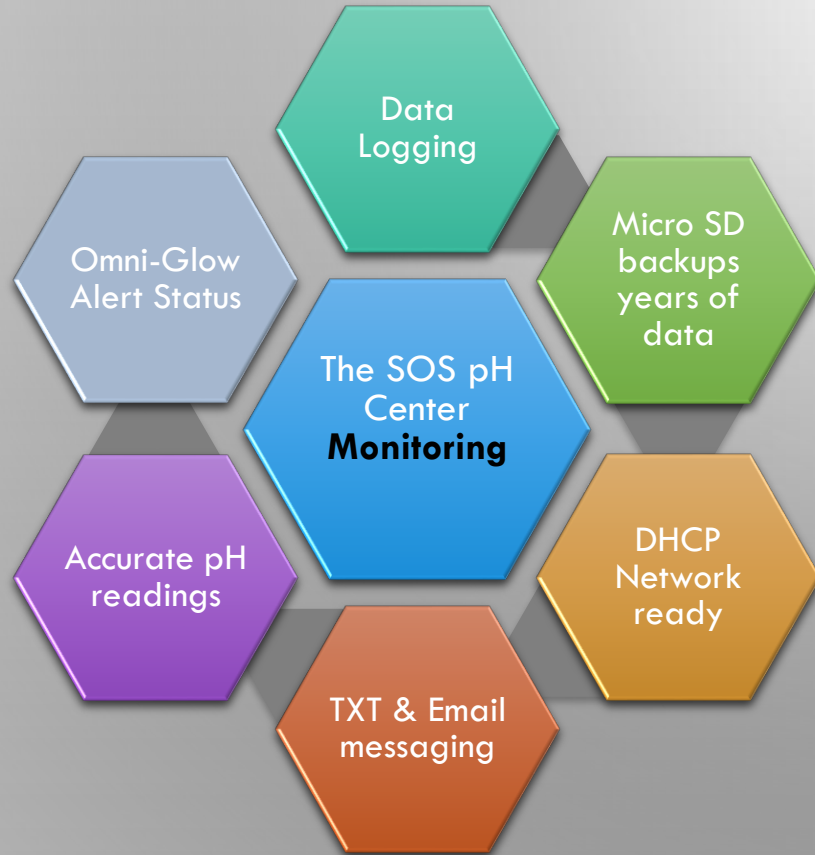 Data
Logging
Omni-Glow
Alert Status
Micro SD
backups
years of
data
The SOS pH
Center
Monitoring
Accurate pH
readings
DHCP
Network
ready
TXT & Email
messaging